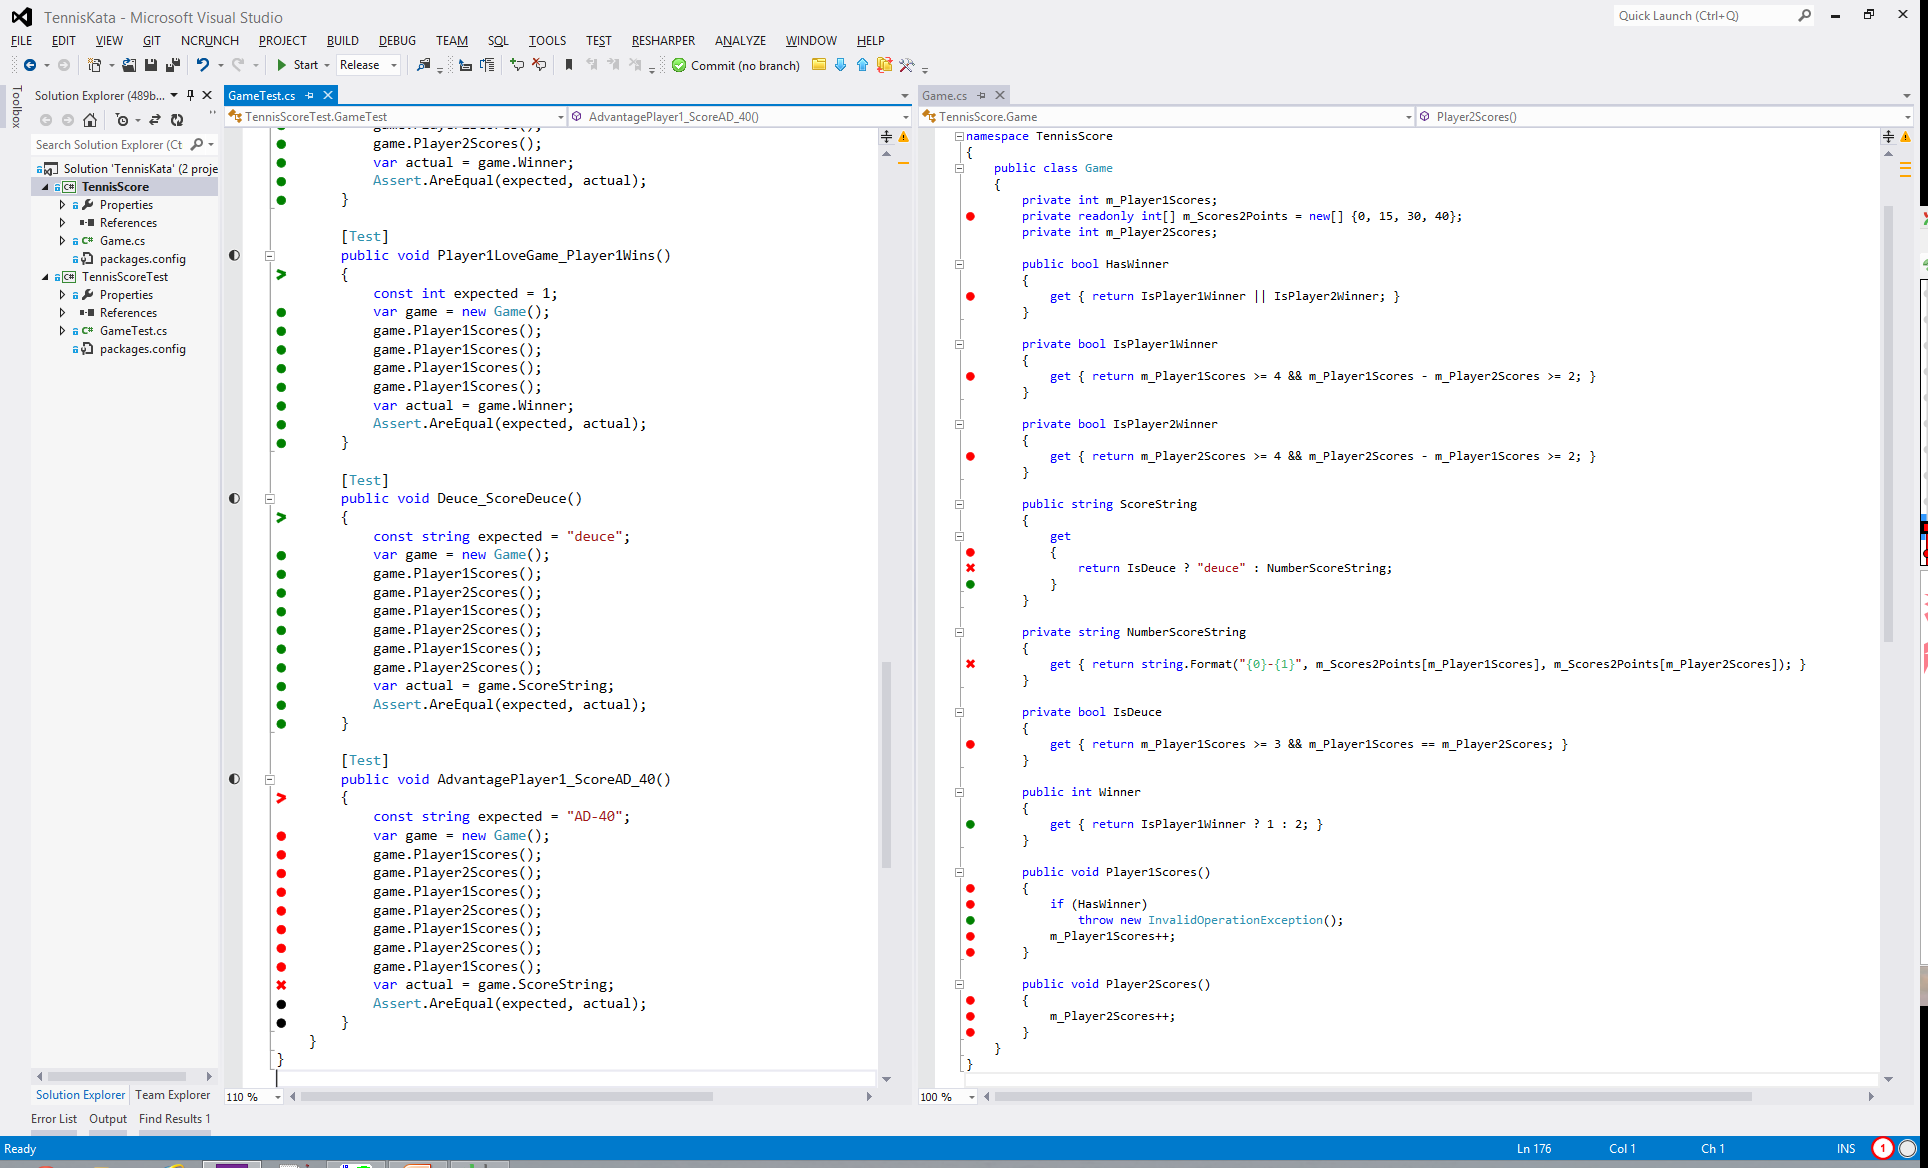 TennisKata - Microsoft Visual Studio
Quick Launch (Ctrl+Q)
FILE EDIT VIEW GIT NCRUNCH PROJECT BUILD DEBUG TEAM SQL TOOLS TEST RESHARPER ANALYZE WINDOW HELP
Start Release Commit (no branch)
Toolbox
Solution Explorer (489b...
Search Solution Explorer (Ct
Solution 'TennisKata' (2 proje
TennisScore
Properties
References
Game.cs
packages.config
TennisScoreTest
Properties
References
GameTest.cs
packages.config
Solution Explorer Team Explorer
Error List Output Find Results 1
GameTest.cs
TennisScoreTest.GameTest AdvantagePlayer1_ScoreAD_40()
game.Player2Scores();
var actual = game.Winner;
Assert.AreEqual(expected, actual);
}
[Test]
public void Player1LoveGame_Player1Wins()
{
const int expected = 1;
var game = new Game();
game.Player1Scores();
game.Player1Scores();
game.Player1Scores();
game.Player1Scores();
var actual = game.Winner;
Assert.AreEqual(expected, actual);
}
[Test]
public void Deuce_ScoreDeuce()
{
const string expected = "deuce";
var game = new Game();
game.Player1Scores();
game.Player2Scores();
game.Player1Scores();
game.Player2Scores();
game.Player1Scores();
game.Player2Scores();
var actual = game.ScoreString;
Assert.AreEqual(expected, actual);
}
[Test]
public void AdvantagePlayer1_ScoreAD_40()
{
const string expected = "AD-40";
var game = new Game();
game.Player1Scores();
game.Player2Scores();
game.Player1Scores();
game.Player2Scores();
game.Player1Scores();
game.Player2Scores();
game.Player1Scores();
var actual = game.ScoreString;
Assert.AreEqual(expected, actual);
}
}
}
110 %
Game.cs
TennisScore.Game Player2Scores()
namespace TennisScore
{
public class Game
{
private int m_Player1Scores;
private readonly int[] m_Scores2Points = new[] {0, 15, 30, 40};
private int m_Player2Scores;
public bool HasWinner
{
get { return IsPlayer1Winner || IsPlayer2Winner; }
}
private bool IsPlayer1Winner
{
get { return m_Player1Scores >= 4 && m_Player1Scores - m_Player2Scores >= 2; }
}
private bool IsPlayer2Winner
{
get { return m_Player2Scores >= 4 && m_Player2Scores - m_Player1Scores >= 2; }
}
public string ScoreString
{
get
{
return IsDeuce ? "deuce" : NumberScoreString;
}
}
private string NumberScoreString
{
get { return string.Format("{0}-{1}", m_Scores2Points[m_Player1Scores], m_Scores2Points[m_Player2Scores]); }
}
private bool IsDeuce
{
get { return m_Player1Scores >= 3 && m_Player1Scores == m_Player2Scores; }
}
public int Winner
{
get { return IsPlayer1Winner ? 1 : 2; }
}
public void Player1Scores()
{
if (HasWinner)
throw new InvalidOperationException();
m_Player1Scores++;
}
public void Player2Scores()
{
m_Player2Scores++;
}
}
}
100 %
Ready Ln 176 Col 1 Ch 1 INS 1